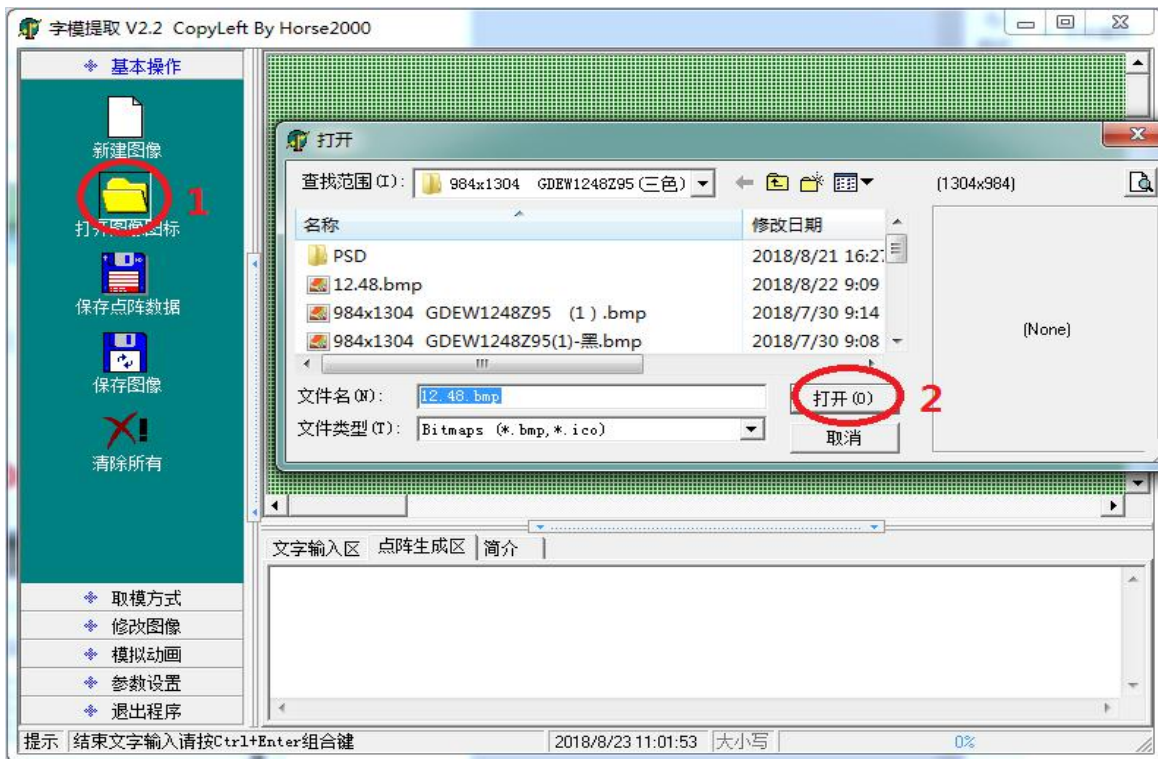 字模提取 V2.2 CopyLeft By Horse2000
基本操作
新建图像
1
打开图像图标
保存点阵数据
保存图像
清除所有
取模方式
修改图像
模拟动画
参数设置
退出程序
打开
查找范围(I): 984x1304 GDEW1248Z95(三色)
(1304x984)
名称 修改日期
PSD 2018/8/21 16:27
12.48.bmp 2018/8/22 9:09
984x1304 GDEW1248Z95 (1).bmp 2018/7/30 9:14
984x1304 GDEW1248Z95(1)-黑.bmp 2018/7/30 9:08
(None)
文件名(N): 12.48.bmp 打开(O) 2
文件类型(T): Bitmaps (*.bmp,*.ico) 取消
文字输入区 点阵生成区 简介
提示 结束文字输入请按Ctrl+Enter组合键 2018/8/23 11:01:53 大小写 0%